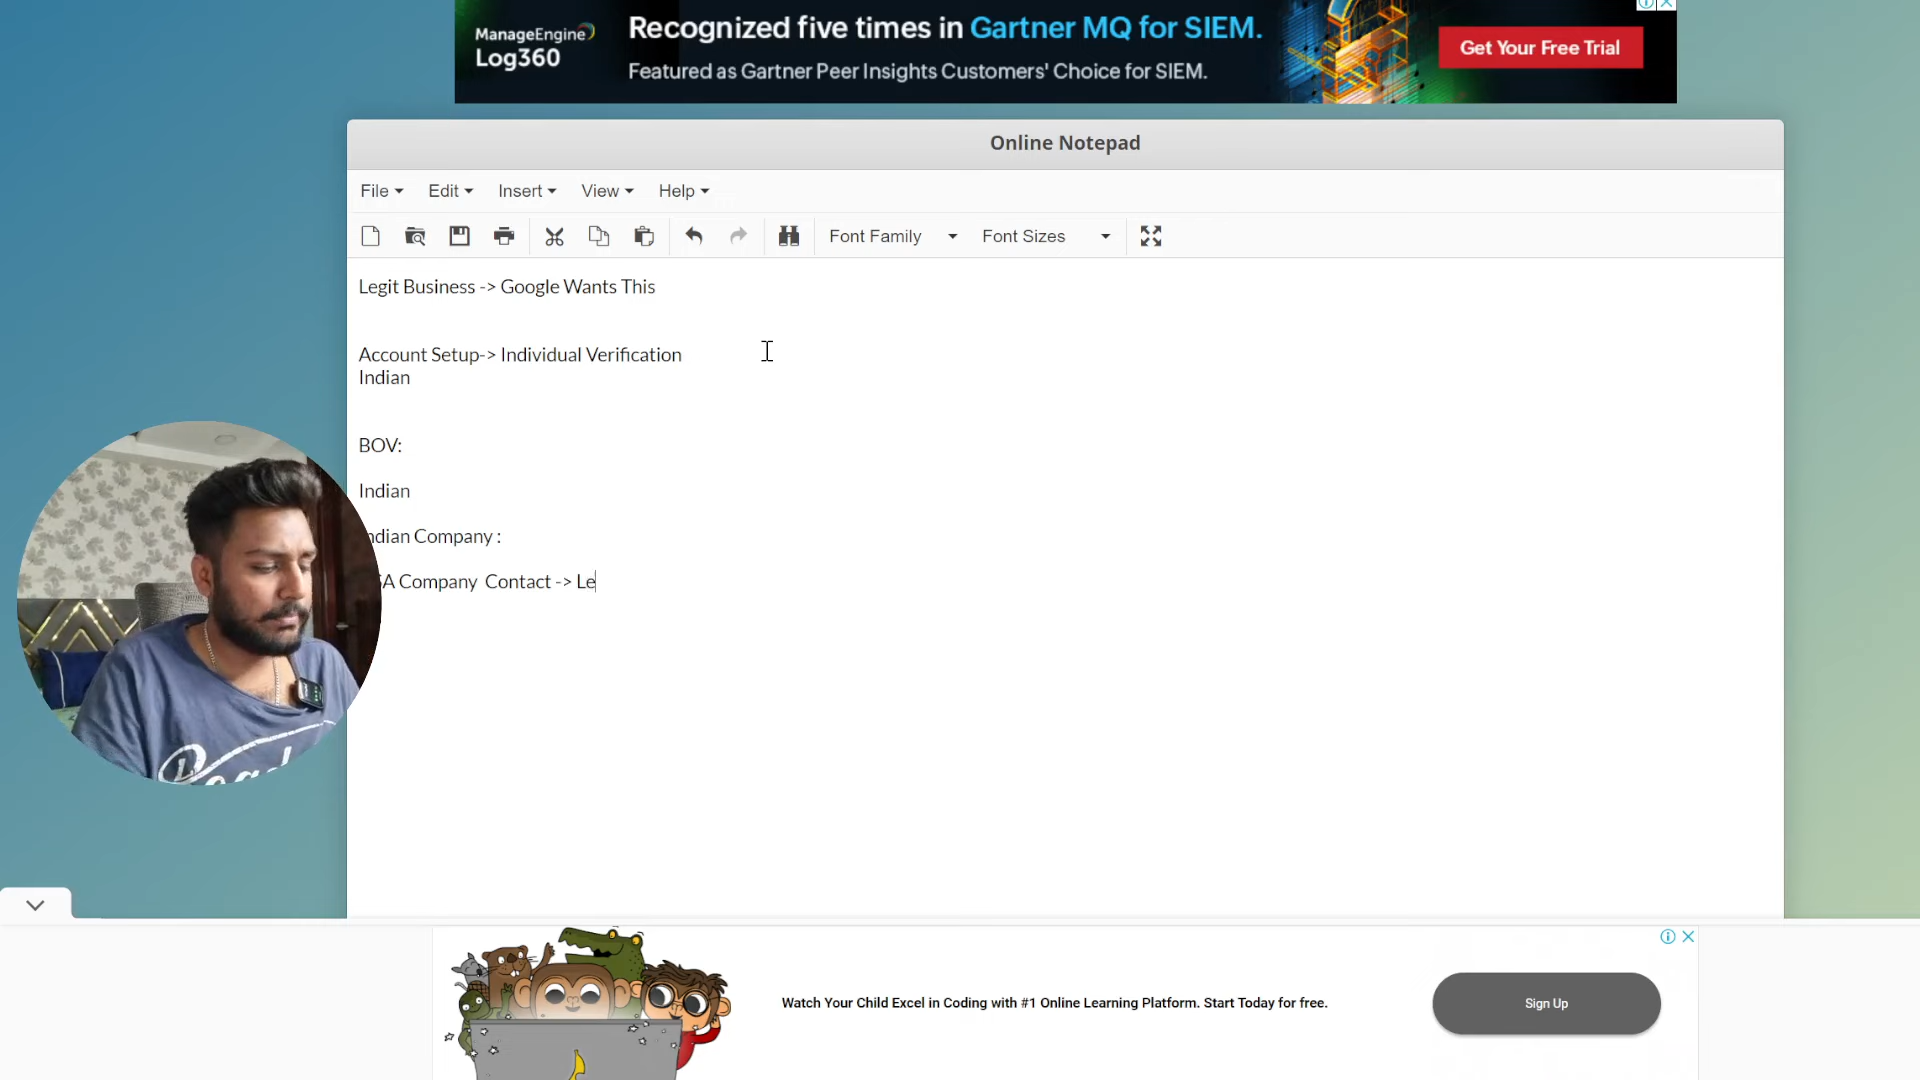 ManageEngine
Log360
Recognized five times in Gartner MQ for SIEM.
Featured as Gartner Peer Insights Customers' Choice for SIEM.
Get Your Free Trial
Online Notepad
File Edit Insert View Help
Font Family Font Sizes
Legit Business -> Google Wants This
Account Setup-> Individual Verification
Indian
BOV:
Indian
ndian Company :
A Company Contact -> Le
Watch Your Child Excel in Coding with #1 Online Learning Platform. Start Today for free.
Sign Up